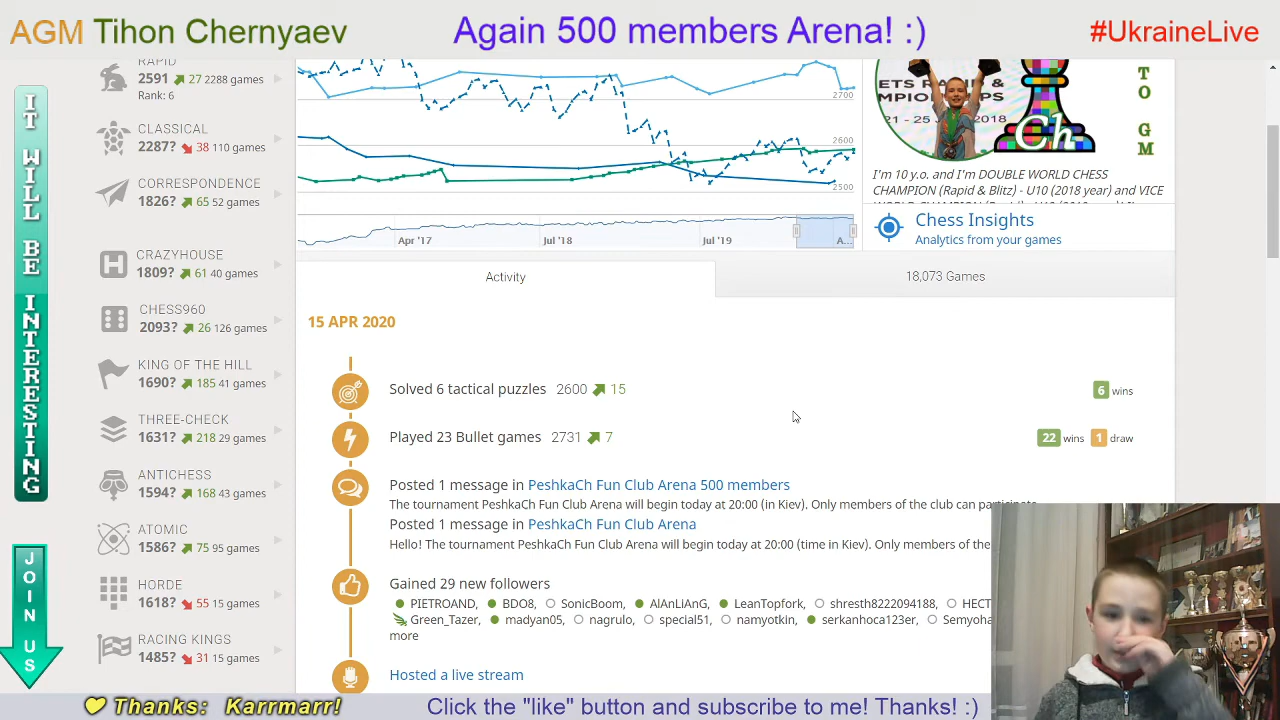 AGM Tihon Chernyaev
Again 500 members Arena! :)
#UkraineLive
IT WILL BE INTERESTING
JOIN US
RAPID
2591 27 2288 games
Rank: 6
CLASSICAL
2287? 38 110 games
CORRESPONDENCE
1826? 65 52 games
CRAZYHOUSE
1809? 61 40 games
CHESS960
2093? 26 126 games
KING OF THE HILL
1690? 185 41 games
THREE-CHECK
1631? 218 29 games
ANTICHESS
1594? 168 43 games
ATOMIC
1586? 75 95 games
HORDE
1618? 55 15 games
RACING KINGS
1485? 31 15 games
2700
2600
2500
Apr '17
Jul '18
Jul '19
A...
21 - 25 2018
Ch
TO GM
I'm 10 y.o. and I'm DOUBLE WORLD CHESS
CHAMPION (Rapid & Blitz) - U10 (2018 year) and VICE
Chess Insights
Analytics from your games
Activity
18,073 Games
15 APR 2020
Solved 6 tactical puzzles 2600 15
6 wins
Played 23 Bullet games 2731 7
22 wins 1 draw
Posted 1 message in PeshkaCh Fun Club Arena 500 members
The tournament PeshkaCh Fun Club Arena will begin today at 20:00 (in Kiev). Only members of the club can participate.
Posted 1 message in PeshkaCh Fun Club Arena
Hello! The tournament PeshkaCh Fun Club Arena will begin today at 20:00 (time in Kiev). Only members of the
Gained 29 new followers
PIETROAND, BDO8, SonicBoom, AlAnLiAnG, LeanTopfork, shresth8222094188, HECT
Green_Tazer, madyan05, nagrulo, special51, namyotkin, serkanhoca123er, Semyoha
more
Hosted a live stream
Thanks: Karrmarr!
Click the "like" button and subscribe to me! Thanks! :)